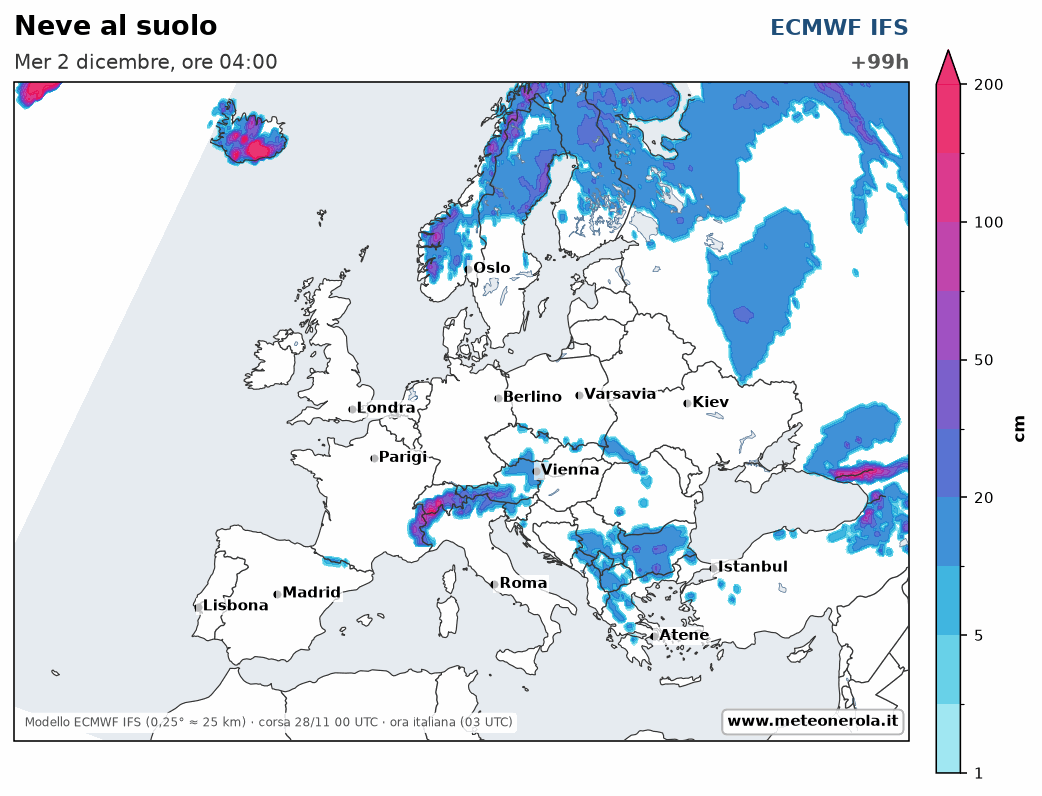 Neve al suolo
ECMWF IFS
Mer 2 dicembre, ore 04:00
+99h
200
100
50
20
5
1
cm
Oslo
Berlino
Varsavia
Kiev
Londra
Parigi
Vienna
Istanbul
Roma
Madrid
Lisbona
Atene
Modello ECMWF IFS (0,25° ≈ 25 km) · corsa 28/11 00 UTC · ora italiana (03 UTC)
www.meteonerola.it